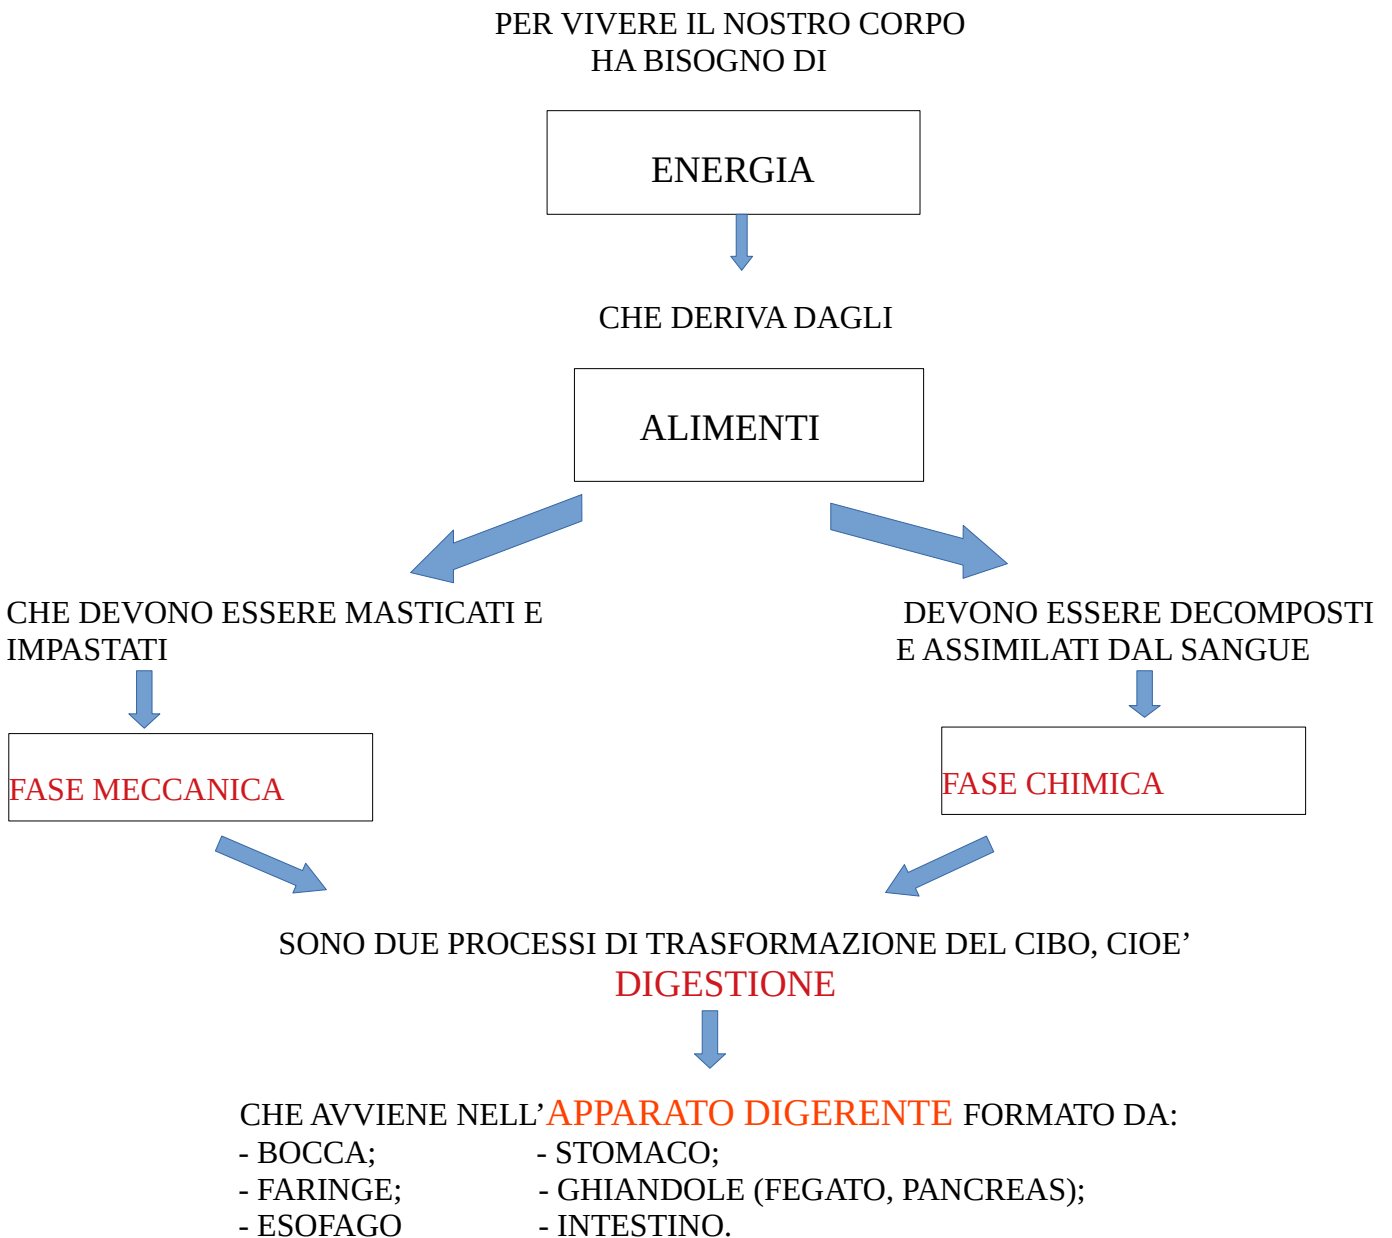 PER VIVERE IL NOSTRO CORPO
HA BISOGNO DI
ENERGIA
CHE DERIVA DAGLI
ALIMENTI
CHE DEVONO ESSERE MASTICATI E
IMPASTATI
DEVONO ESSERE DECOMPOSTI
E ASSIMILATI DAL SANGUE
FASE MECCANICA
FASE CHIMICA
SONO DUE PROCESSI DI TRASFORMAZIONE DEL CIBO, CIOE’
DIGESTIONE
CHE AVVIENE NELL’APPARATO DIGERENTE FORMATO DA:
- BOCCA; - STOMACO;
- FARINGE; - GHIANDOLE (FEGATO, PANCREAS);
- ESOFAGO - INTESTINO.